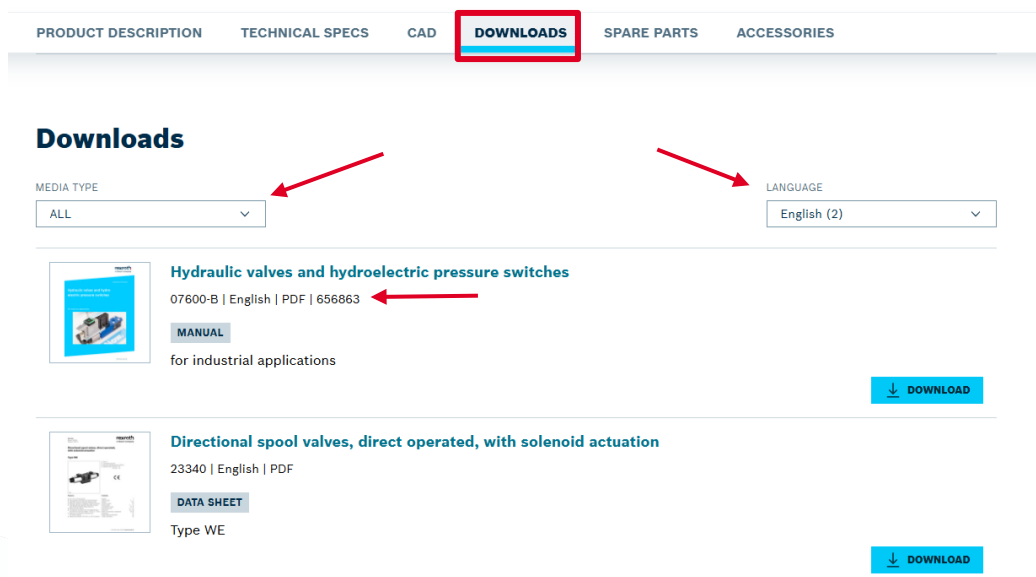 PRODUCT DESCRIPTION TECHNICAL SPECS CAD DOWNLOADS SPARE PARTS ACCESSORIES
Downloads
MEDIA TYPE LANGUAGE
ALL English (2)
Hydraulic valves and hydroelectric pressure switches
07600-B | English | PDF | 656863
MANUAL
for industrial applications
DOWNLOAD
Directional spool valves, direct operated, with solenoid actuation
23340 | English | PDF
DATA SHEET
Type WE
DOWNLOAD